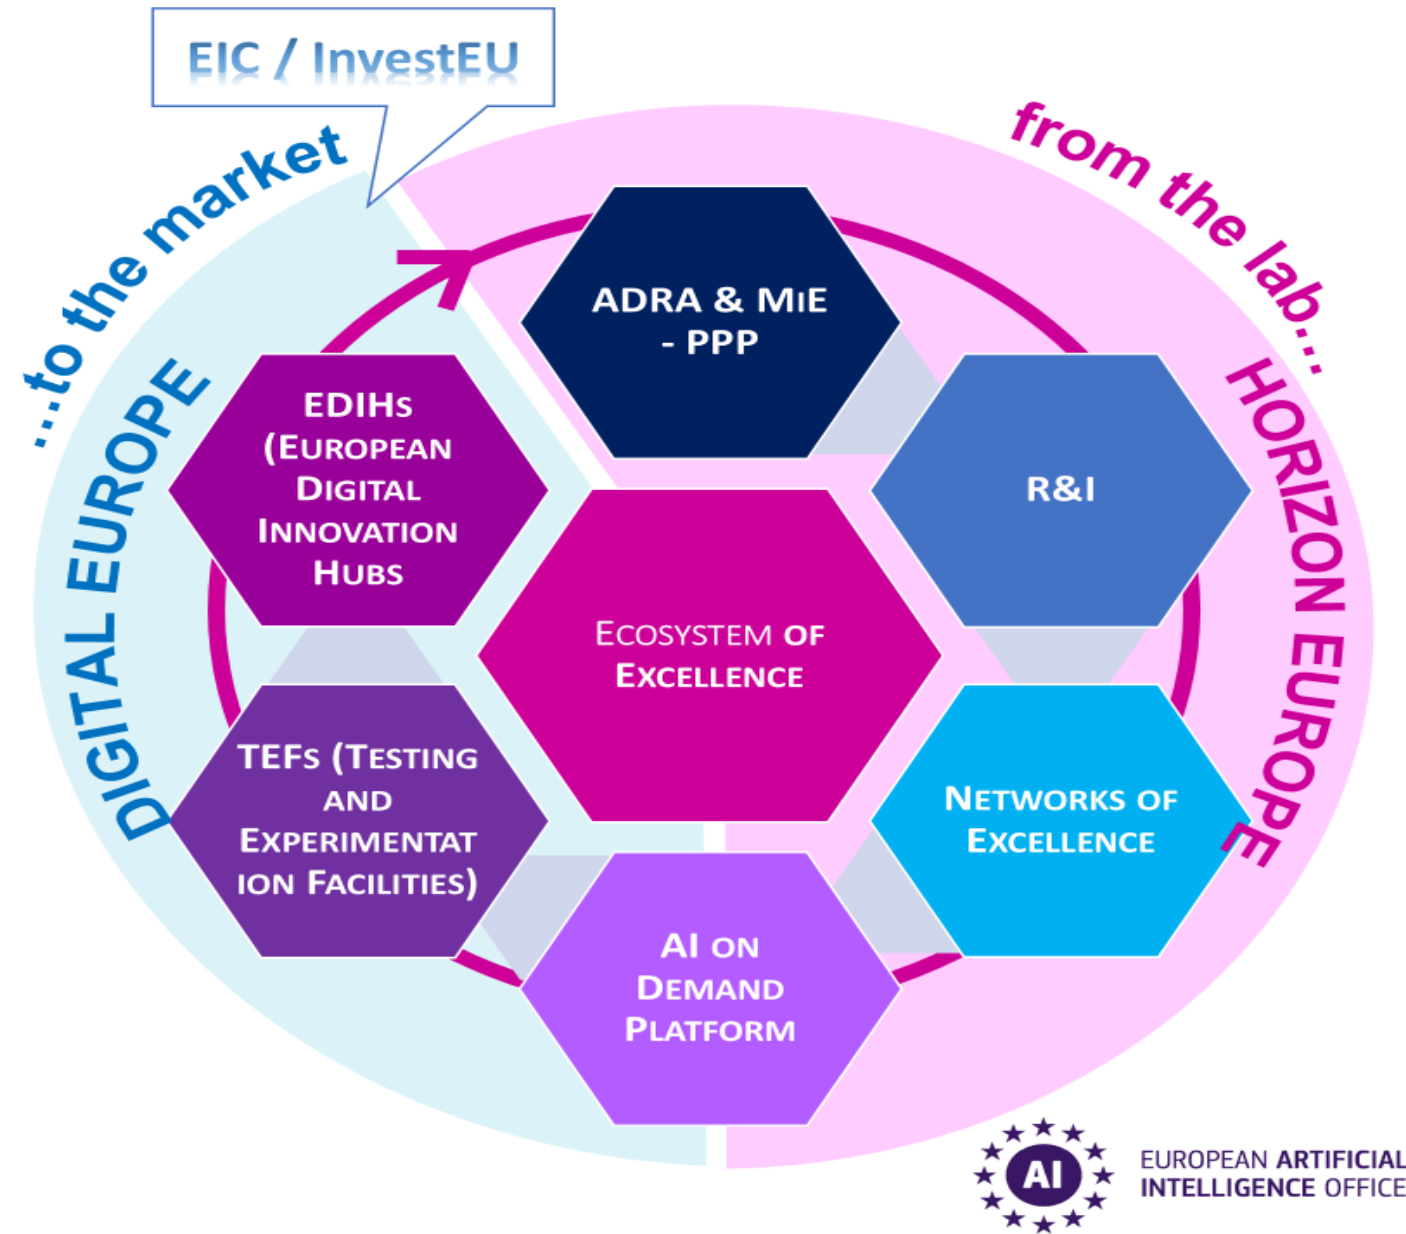 EIC / InvestEU
...to the market
from the lab...
DIGITAL EUROPE
HORIZON EUROPE
ADRA & MIE
- PPP
EDIHS
(EUROPEAN
DIGITAL
INNOVATION
HUBS
R&I
ECOSYSTEM OF
EXCELLENCE
TEFS (TESTING
AND
EXPERIMENTAT
ION FACILITIES)
NETWORKS OF
EXCELLENCE
AI ON
DEMAND
PLATFORM
AI
EUROPEAN ARTIFICIAL
INTELLIGENCE OFFICE